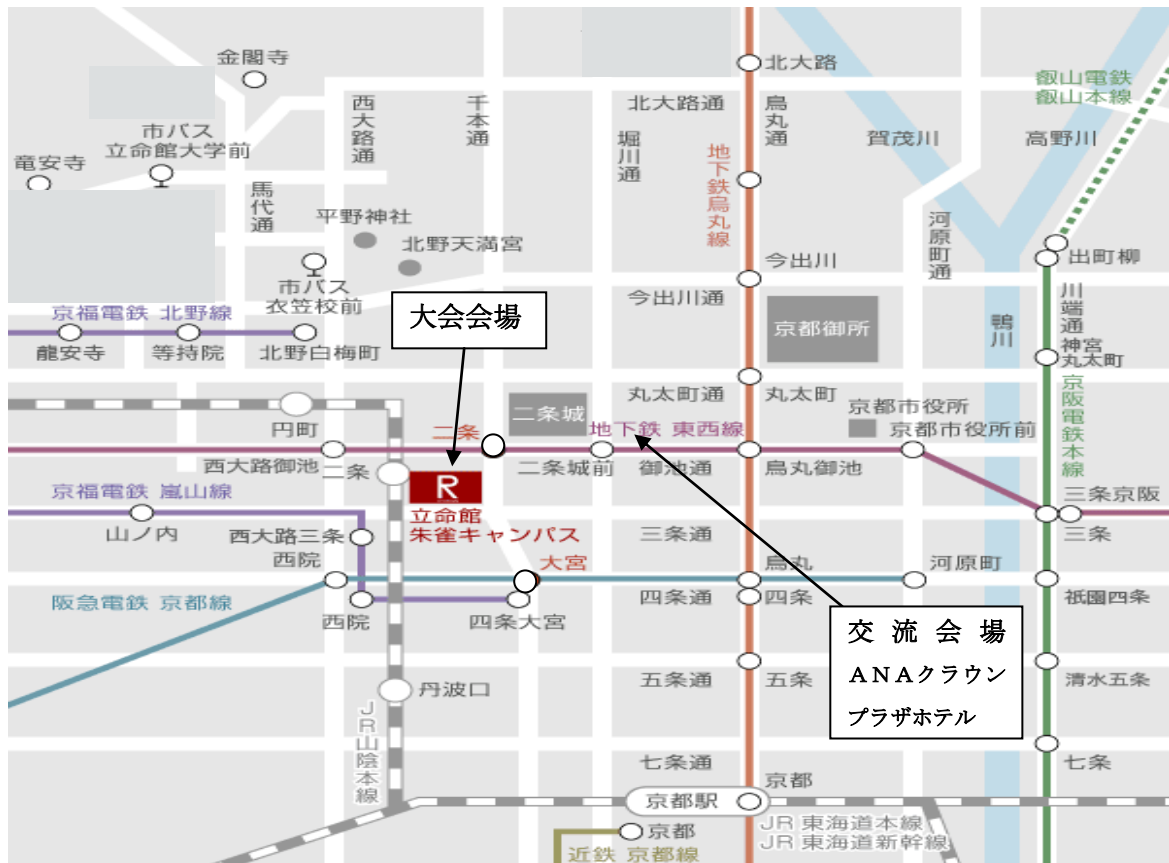 金閣寺
北大路
叡山電鉄
叡山本線
西大路通
千本通
北大路通
烏丸通
市バス
立命館大学前
堀川通
賀茂川
高野川
竜安寺
地下鉄烏丸線
馬代通
平野神社
河原町通
北野天満宮
今出川
出町柳
市バス
衣笠校前
今出川通
川端通
京福電鉄 北野線
大会会場
京都御所
鴨川
神宮
丸太町
龍安寺
等持院
北野白梅町
丸太町通
丸太町
京阪電鉄本線
二条城
京都市役所
円町
二条
地下鉄 東西線
京都市役所前
西大路御池
二条
二条城前
御池通
烏丸御池
R
京福電鉄 嵐山線
三条京阪
立命館
朱雀キャンパス
山ノ内
西大路三条
三条通
三条
西院
大宮
烏丸
河原町
阪急電鉄 京都線
四条通
四条
祇園四条
西院
四条大宮
交流会場
ANAクラウン
プラザホテル
五条通
五条
清水五条
丹波口
JR山陰本線
七条通
七条
京都
京都駅
JR 東海道本線
JR 東海道新幹線
京都
近鉄 京都線